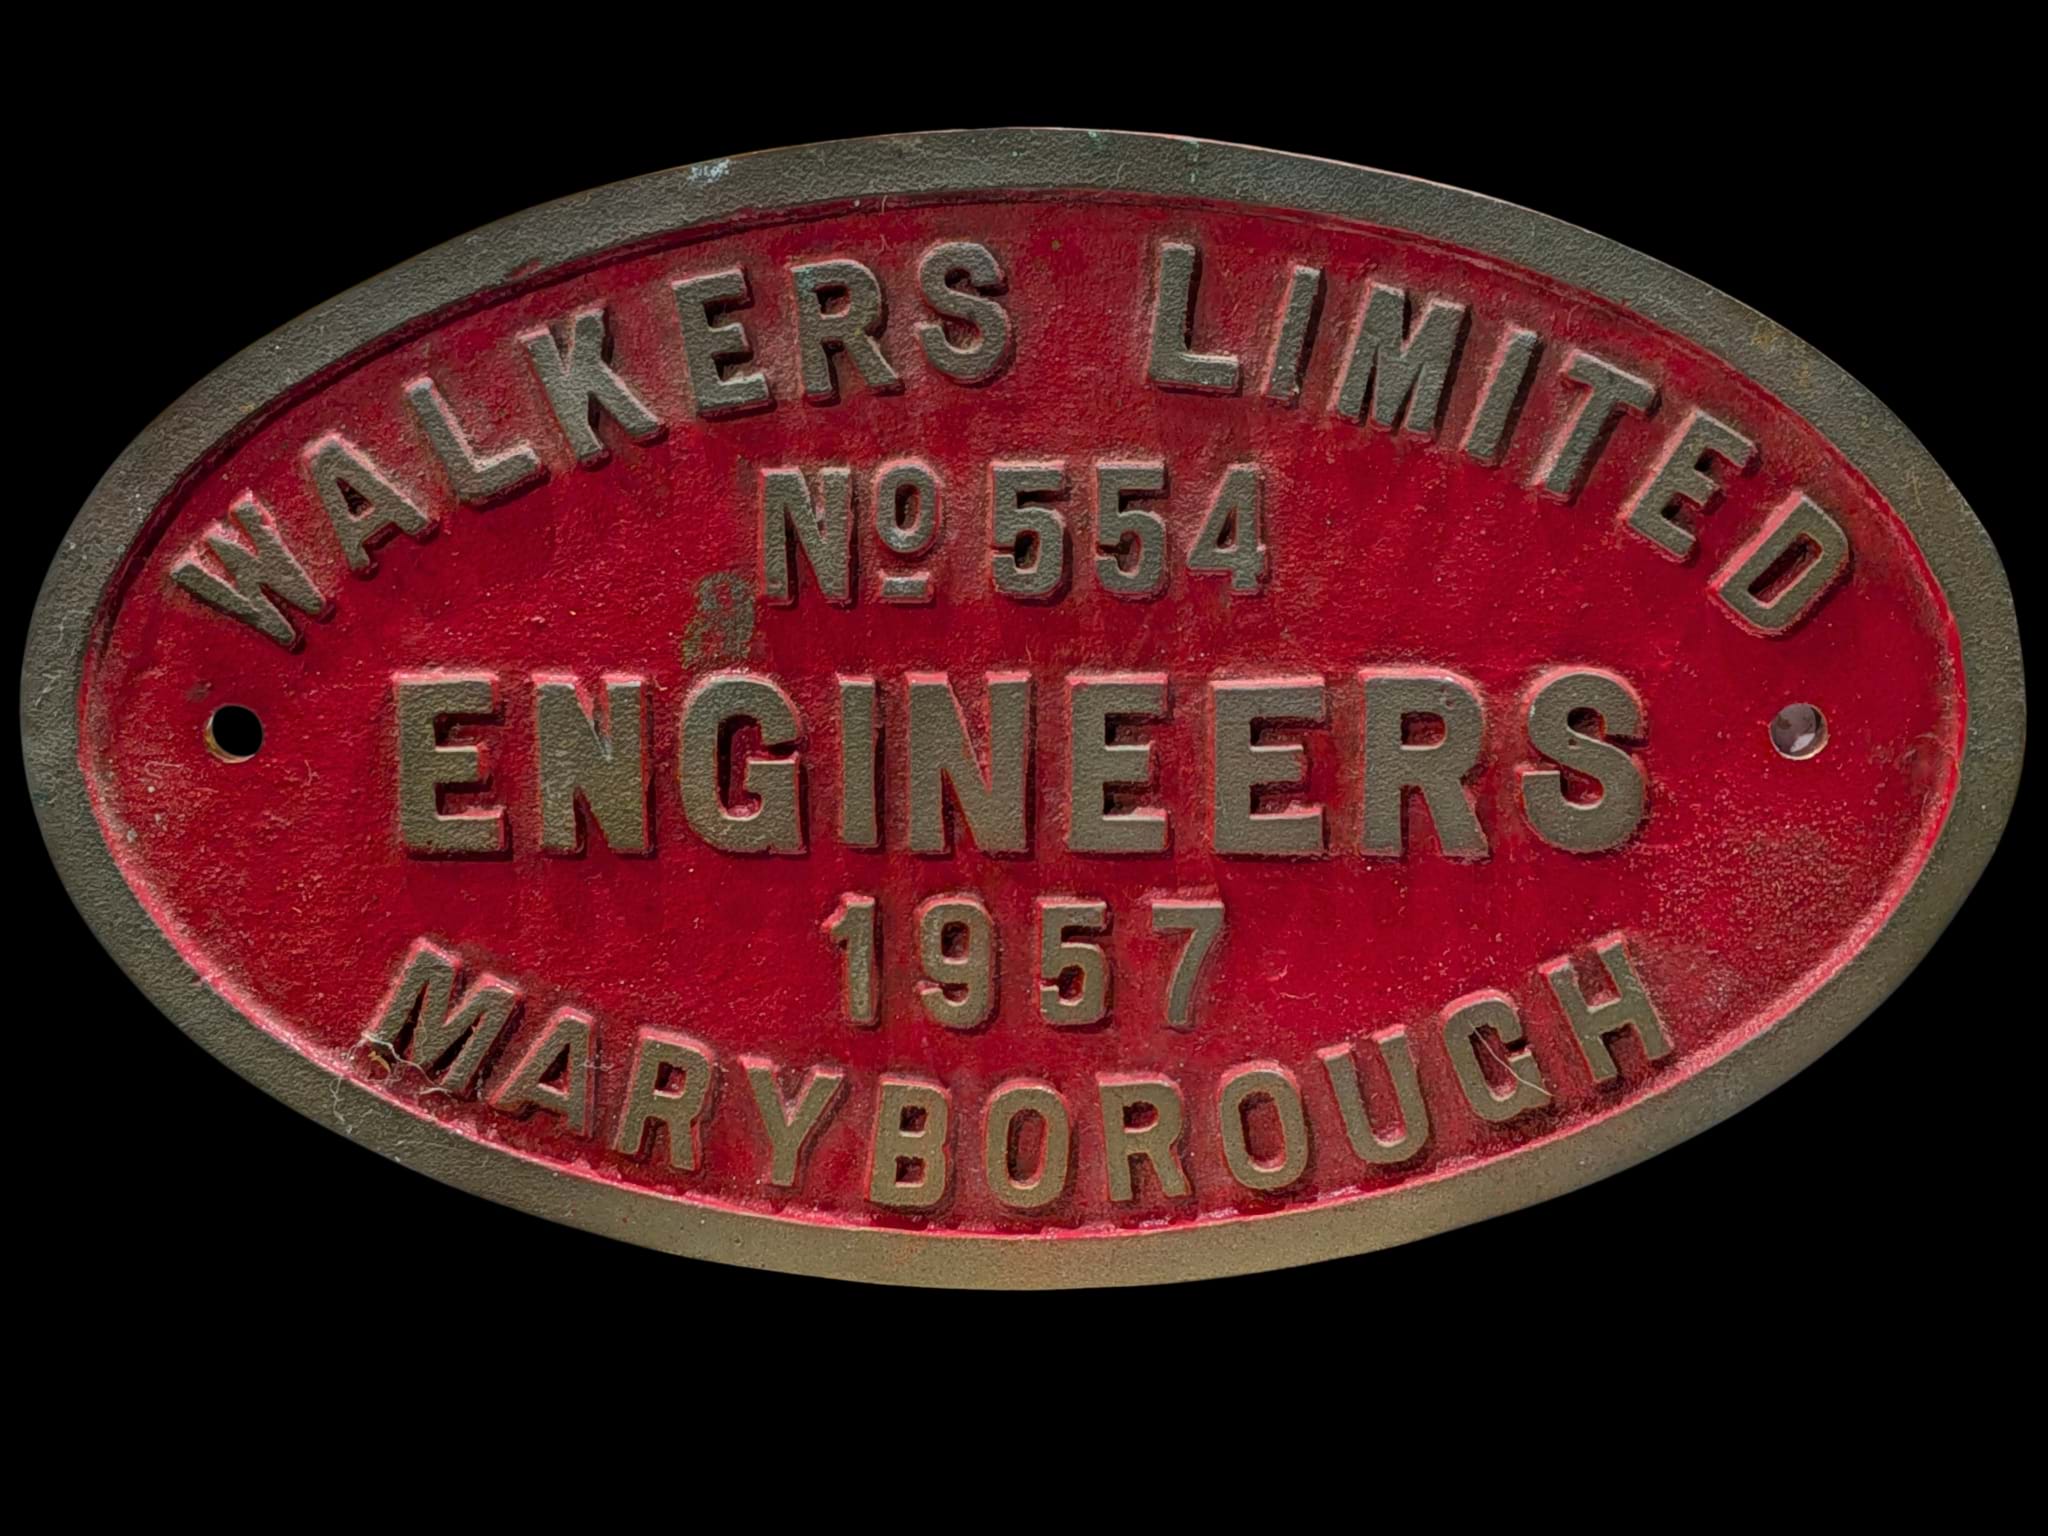 WALKERS LIMITED
Nº 554
ENGINEERS
1957
MARYBOROUGH